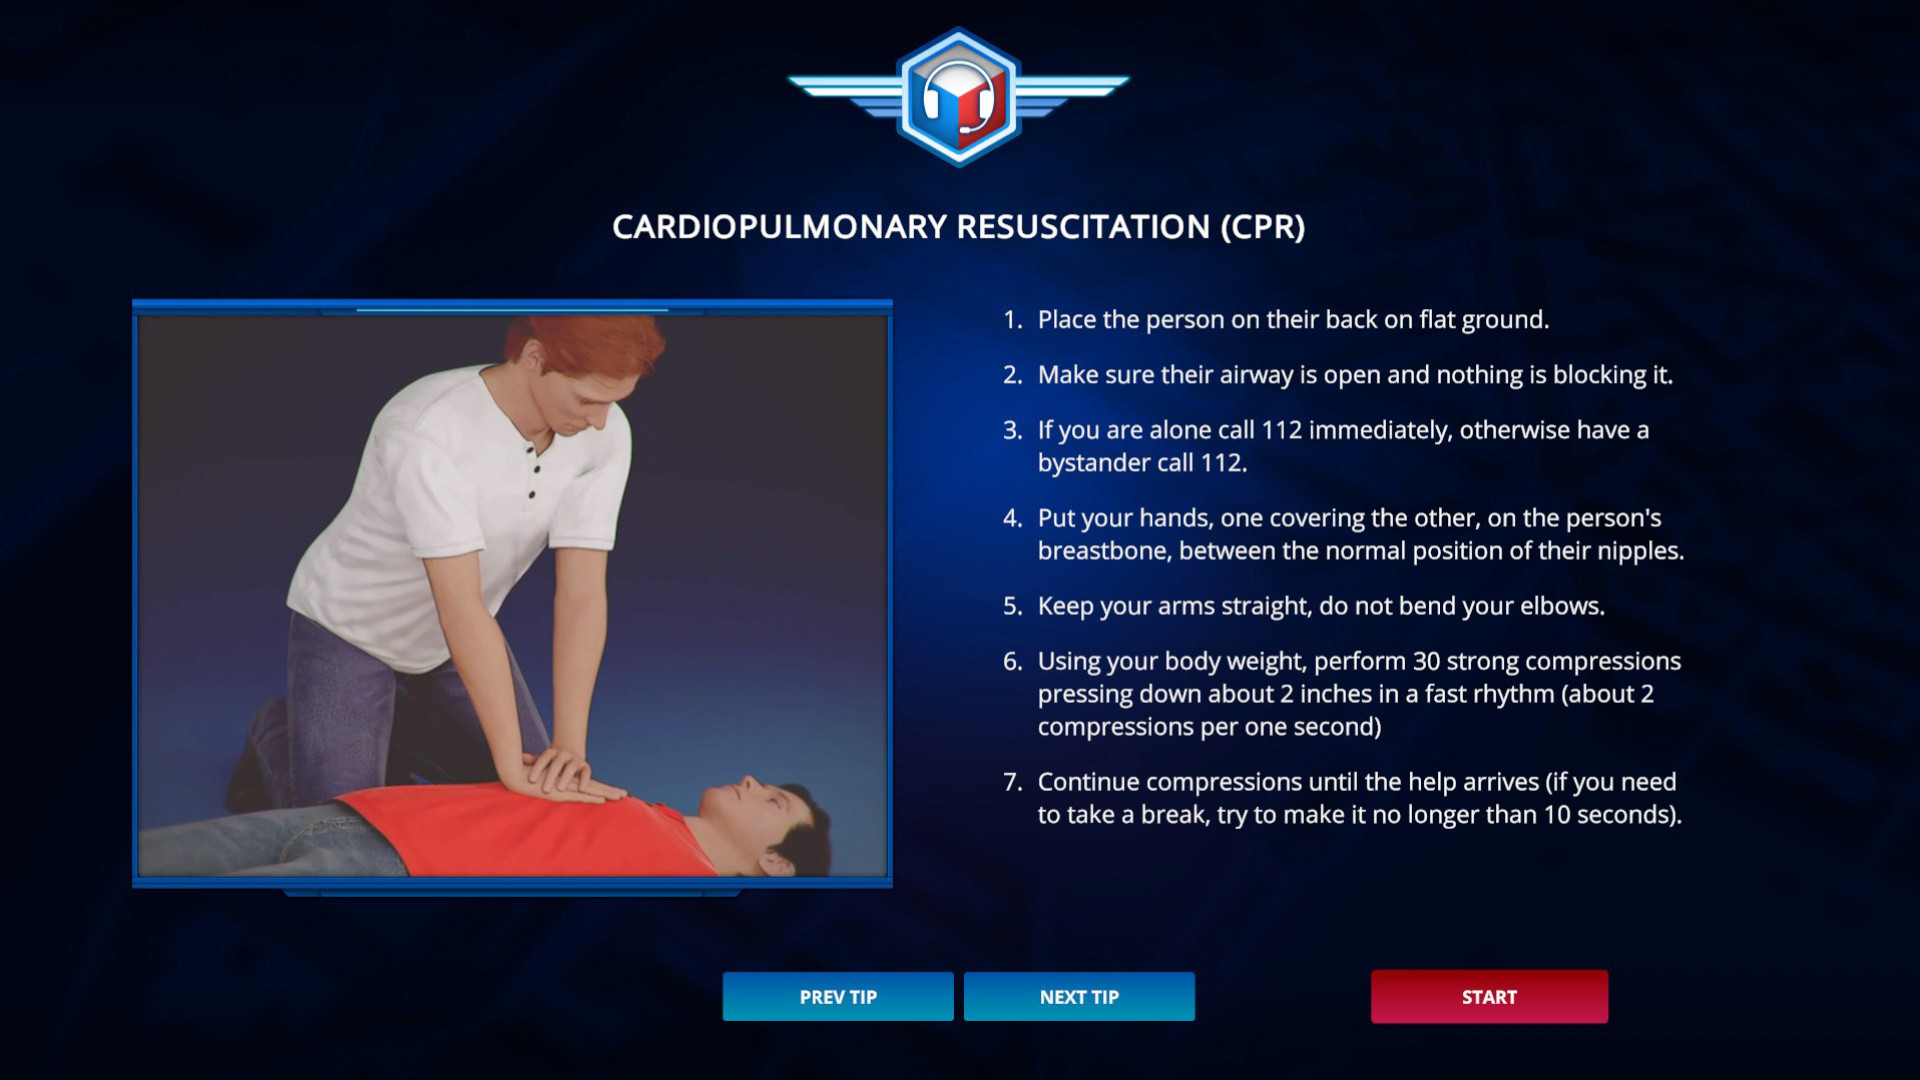 CARDIOPULMONARY RESUSCITATION (CPR)
1. Place the person on their back on flat ground.
2. Make sure their airway is open and nothing is blocking it.
3. If you are alone call 112 immediately, otherwise have a
bystander call 112.
4. Put your hands, one covering the other, on the person's
breastbone, between the normal position of their nipples.
5. Keep your arms straight, do not bend your elbows.
6. Using your body weight, perform 30 strong compressions
pressing down about 2 inches in a fast rhythm (about 2
compressions per one second)
7. Continue compressions until the help arrives (if you need
to take a break, try to make it no longer than 10 seconds).
PREV TIP
NEXT TIP
START